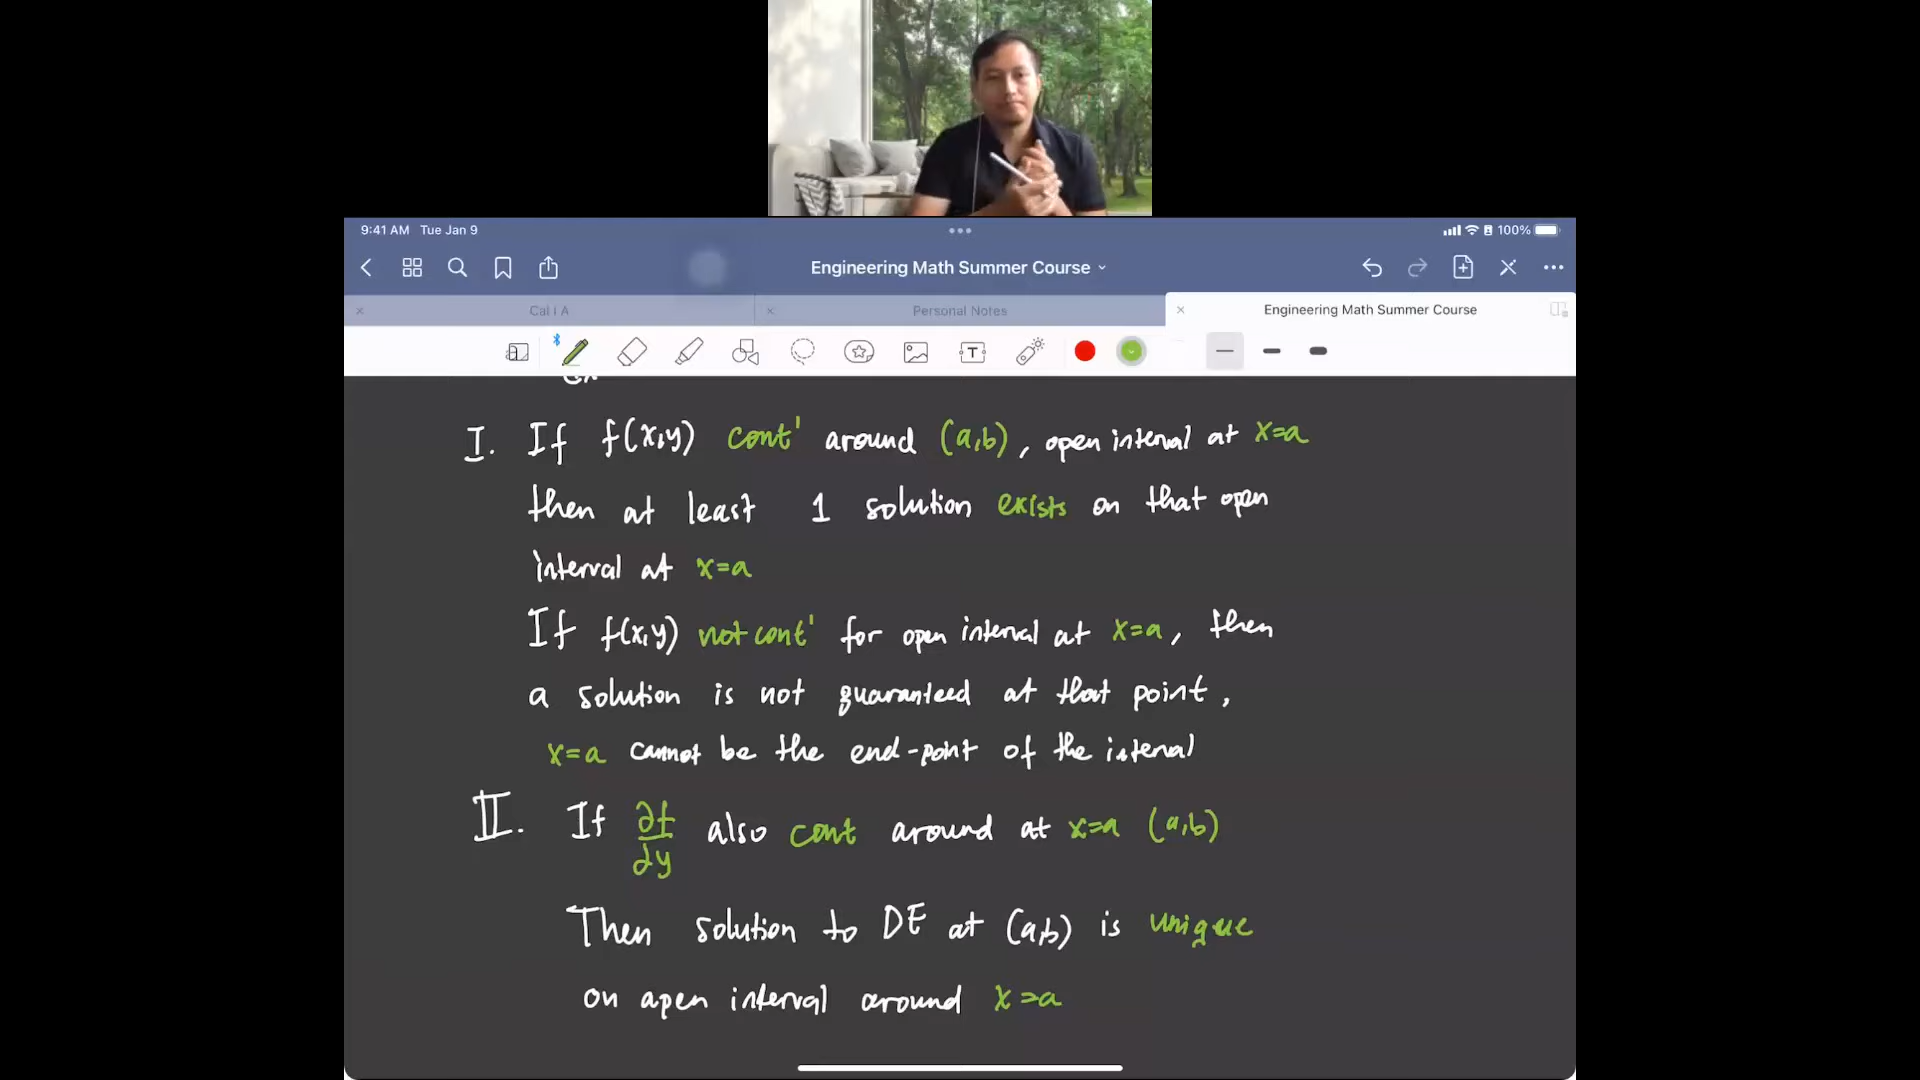 9:41 AM Tue Jan 9
100%
Engineering Math Summer Course
Cal I A
Personal Notes
Engineering Math Summer Course
T
I. If f(x,y) cont' around (a,b), open interval at x=a
then at least 1 solution exists on that open
interval at x=a
If f(x,y) not cont' for open interval at x=a, then
a solution is not guaranteed at that point,
x=a cannot be the end-point of the interval
II. If ∂f/∂y also cont around at x=a (a,b)
Then solution to DE at (a,b) is unique
on open interval around x=a